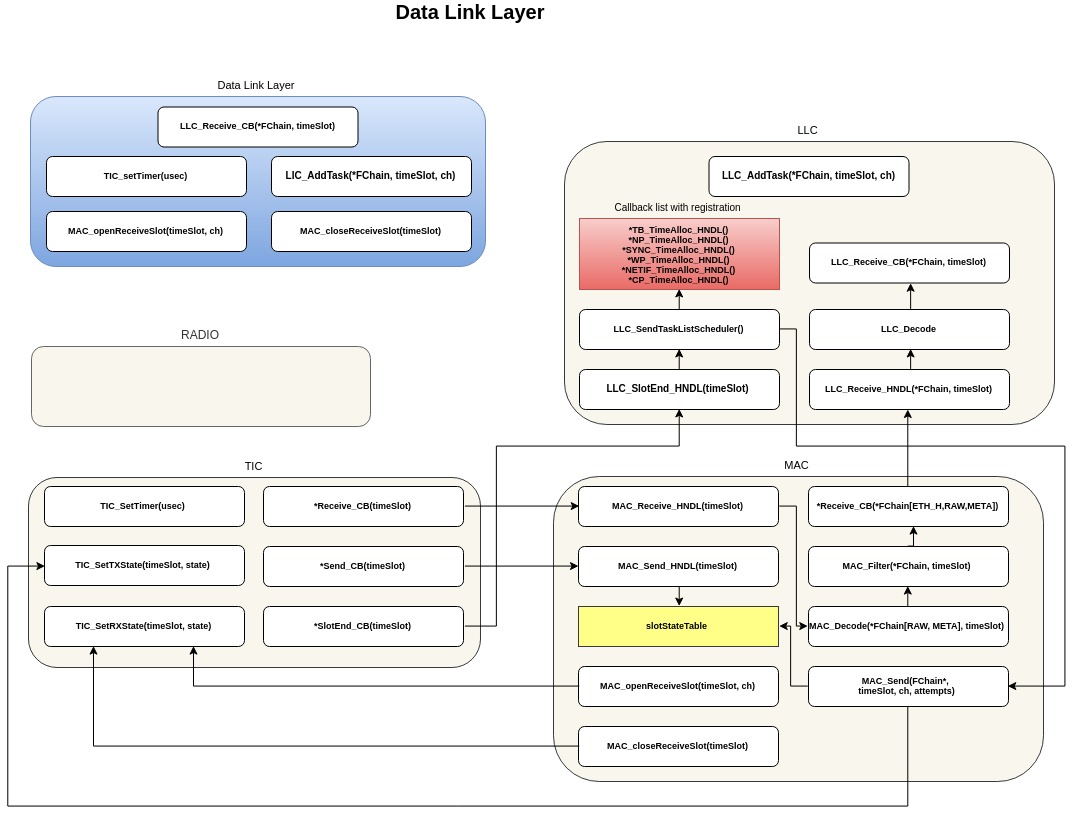 Data Link Layer
Data Link Layer
LLC_Receive_CB(*FChain, timeSlot)
TIC_setTimer(usec)
LIC_AddTask(*FChain, timeSlot, ch)
MAC_openReceiveSlot(timeSlot, ch)
MAC_closeReceiveSlot(timeSlot)
LLC
LLC_AddTask(*FChain, timeSlot, ch)
Callback list with registration
*TB_TimeAlloc_HNDL()
*NP_TimeAlloc_HNDL()
*SYNC_TimeAlloc_HNDL()
*WP_TimeAlloc_HNDL()
*NETIF_TimeAlloc_HNDL()
*CP_TimeAlloc_HNDL()
LLC_Receive_CB(*FChain, timeSlot)
LLC_SendTaskListScheduler()
LLC_Decode
LLC_SlotEnd_HNDL(timeSlot)
LLC_Receive_HNDL(*FChain, timeSlot)
RADIO
TIC
TIC_SetTimer(usec)
*Receive_CB(timeSlot)
TIC_SetTXState(timeSlot, state)
*Send_CB(timeSlot)
TIC_SetRXState(timeSlot, state)
*SlotEnd_CB(timeSlot)
MAC
MAC_Receive_HNDL(timeSlot)
*Receive_CB(*FChain[ETH_H,RAW,META])
MAC_Send_HNDL(timeSlot)
MAC_Filter(*FChain, timeSlot)
slotStateTable
MAC_Decode(*FChain[RAW, META], timeSlot)
MAC_openReceiveSlot(timeSlot, ch)
MAC_Send(FChain*,
timeSlot, ch, attempts)
MAC_closeReceiveSlot(timeSlot)